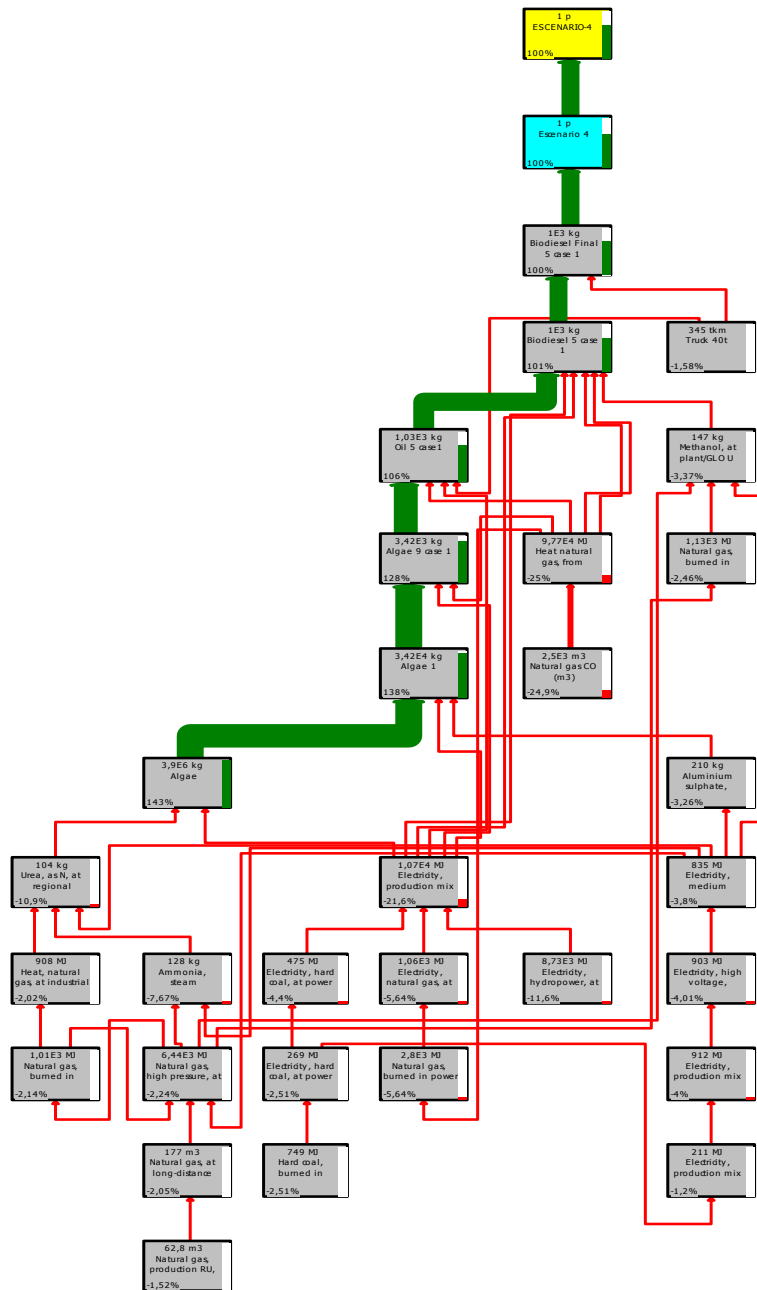 1 p
ESCENARIO-4
100%
1 p
Escenario 4
100%
1E3 kg
Biodiesel Final
5 case 1
100%
1E3 kg
Biodiesel 5 case
1
101%
345 tkm
Truck 40t
-1,58%
1,03E3 kg
Oil 5 case1
106%
147 kg
Methanol, at
plant/GLO U
-3,37%
3,42E3 kg
Algae 9 case 1
128%
9,77E4 MJ
Heat natural
gas, from
-25%
1,13E3 MJ
Natural gas,
burned in
-2,46%
3,42E4 kg
Algae 1
138%
2,5E3 m3
Natural gas CO
(m3)
-24,9%
3,9E6 kg
Algae
143%
210 kg
Aluminium
sulphate,
-3,26%
104 kg
Urea, as N, at
regional
-10,9%
1,07E4 MJ
Electricity,
production mix
-21,6%
835 MJ
Electricity,
medium
-3,8%
908 MJ
Heat, natural
gas, at industrial
-2,02%
128 kg
Ammonia,
steam
-7,67%
475 MJ
Electricity, hard
coal, at power
-4,4%
1,06E3 MJ
Electricity,
natural gas, at
-5,64%
8,73E3 MJ
Electricity,
hydropower, at
-11,6%
903 MJ
Electricity, high
voltage,
-4,01%
1,01E3 MJ
Natural gas,
burned in
-2,14%
6,44E3 MJ
Natural gas,
high pressure, at
-2,24%
269 MJ
Electricity, hard
coal, at power
-2,51%
2,8E3 MJ
Natural gas,
burned in power
-5,64%
912 MJ
Electricity,
production mix
-4%
177 m3
Natural gas, at
long-distance
-2,05%
749 MJ
Hard coal,
burned in
-2,51%
211 MJ
Electricity,
production mix
-1,2%
62,8 m3
Natural gas,
production RU,
-1,52%